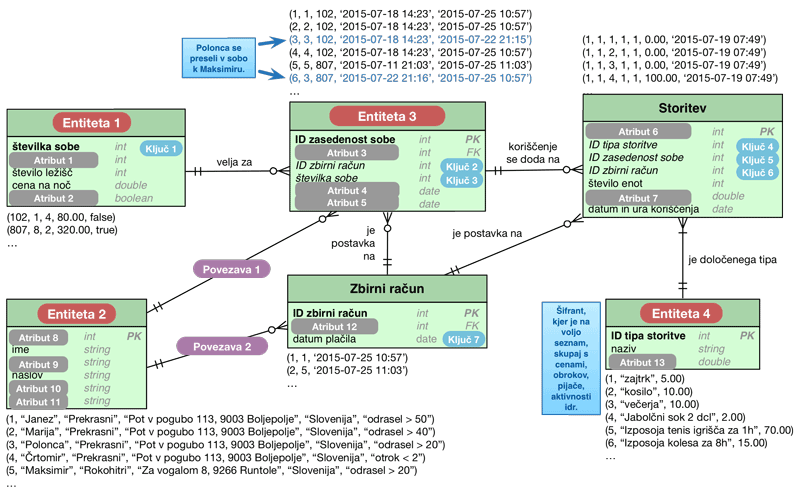 (1, 1, 102, '2015-07-18 14:23', '2015-07-25 10:57')
(2, 2, 102, '2015-07-18 14:23', '2015-07-25 10:57')
(3, 3, 102, '2015-07-18 14:23', '2015-07-22 21:15')
(4, 4, 102, '2015-07-18 14:23', '2015-07-25 10:57')
(5, 5, 807, '2015-07-11 21:03', '2015-07-25 11:03')
(6, 3, 807, '2015-07-22 21:16', '2015-07-25 10:57')
...
Polonca se
preseli v sobo
k Maksimiru.
(1, 1, 1, 1, 1, 0.00, '2015-07-19 07:49')
(1, 1, 2, 1, 1, 0.00, '2015-07-19 07:49')
(1, 1, 3, 1, 1, 0.00, '2015-07-19 07:49')
(1, 1, 4, 1, 1, 100.00, '2015-07-19 07:49')
...
Entiteta 1
številka sobe int Ključ 1
Atribut 1 int
število ležišč int
cena na noč double
Atribut 2 boolean
(102, 1, 4, 80.00, false)
(807, 8, 2, 320.00, true)
...
velja za
Entiteta 3
ID zasedenost sobe int PK
Atribut 3 int FK
ID zbirni račun int Ključ 2
številka sobe int Ključ 3
Atribut 4 date
Atribut 5 date
koriščenje
se doda na
Storitev
Atribut 6 int PK
ID tipa storitve int Ključ 4
ID zasedenost sobe int Ključ 5
ID zbirni račun int Ključ 6
število enot int
Atribut 7 double
datum in ura koriščenja date
je
postavka
na
je postavka na
je določenega tipa
Povezava 1
Povezava 2
Entiteta 2
Atribut 8 int PK
ime string
Atribut 9 string
naslov string
Atribut 10 string
Atribut 11 string
Zbirni račun
ID zbirni račun int PK
Atribut 12 int FK
datum plačila date Ključ 7
(1, 1, '2015-07-25 10:57')
(2, 5, '2015-07-25 11:03')
...
Šifrant,
kjer je na
voljo
seznam,
skupaj s
cenami,
obrokov,
pijače,
aktivnosti
idr.
Entiteta 4
ID tipa storitve int PK
naziv string
Atribut 13 double
(1, "zajtrk", 5.00)
(2, "kosilo", 10.00)
(3, "večerja", 10.00)
(4, "Jabolčni sok 2 dcl", 2.00)
(5, "Izposoja tenis igrišča za 1h", 70.00)
(6, "Izposoja kolesa za 8h", 15.00)
...
(1, "Janez", "Prekrasni", "Pot v pogubo 113, 9003 Boljepolje", "Slovenija", "odrasel > 50")
(2, "Marija", "Prekrasni", "Pot v pogubo 113, 9003 Boljepolje", "Slovenija", "odrasel > 40")
(3, "Polonca", "Prekrasni", "Pot v pogubo 113, 9003 Boljepolje", "Slovenija", "odrasel > 20")
(4, "Črtomir", "Prekrasni", "Pot v pogubo 113, 9003 Boljepolje", "Slovenija", "otrok < 2")
(5, "Maksimir", "Rokohitri", "Za vogalom 8, 9266 Runtole", "Slovenija", "odrasel > 20")
...